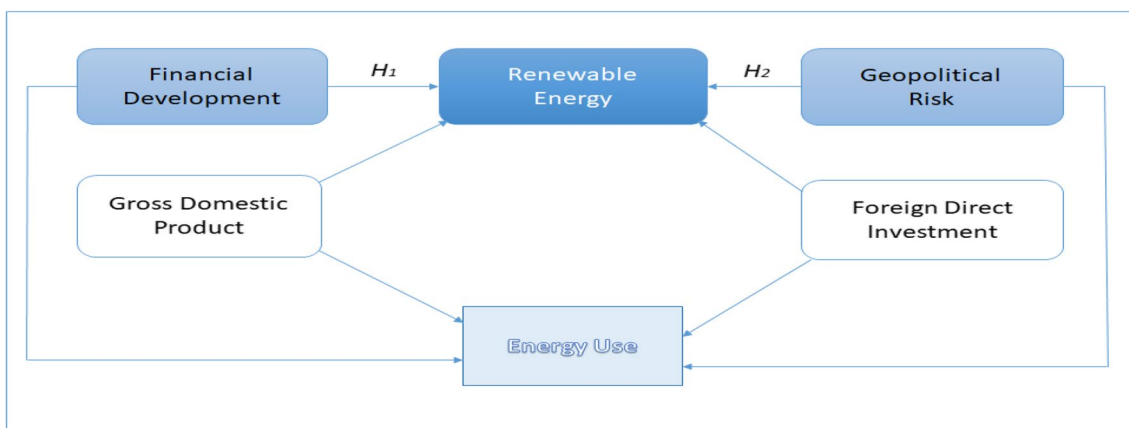 Financial
Development
H₁
Renewable
Energy
H₂
Geopolitical
Risk
Gross Domestic
Product
Foreign Direct
Investment
Energy Use